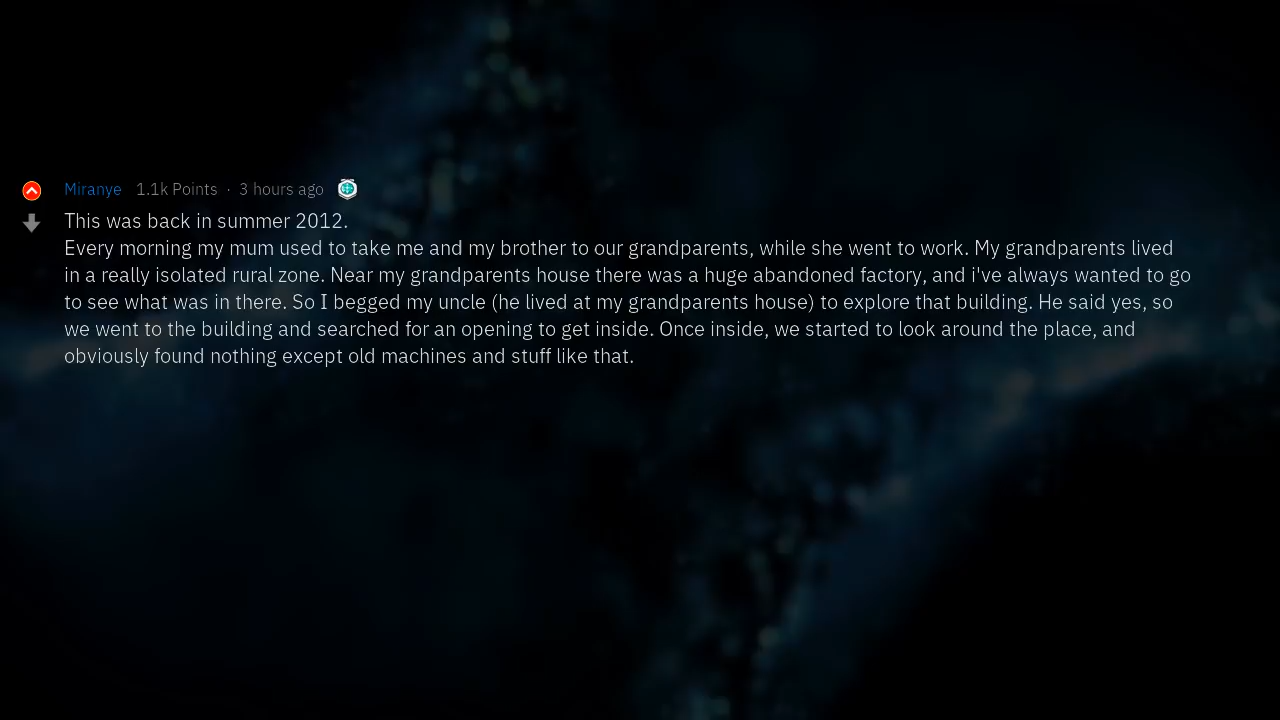 Miranye 1.1k Points · 3 hours ago
This was back in summer 2012.
Every morning my mum used to take me and my brother to our grandparents, while she went to work. My grandparents lived
in a really isolated rural zone. Near my grandparents house there was a huge abandoned factory, and i've always wanted to go
to see what was in there. So I begged my uncle (he lived at my grandparents house) to explore that building. He said yes, so
we went to the building and searched for an opening to get inside. Once inside, we started to look around the place, and
obviously found nothing except old machines and stuff like that.